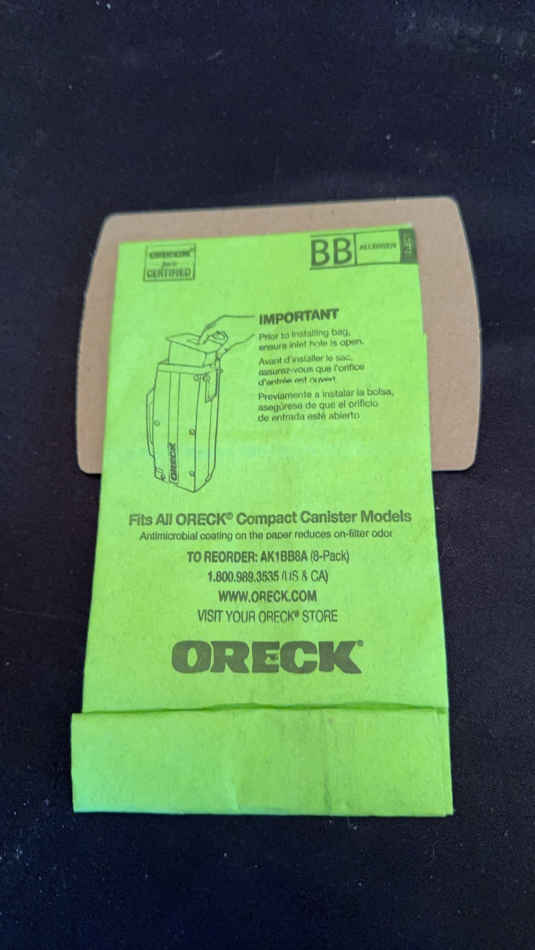 ORECK
CERTIFIED
BB
IMPORTANT
Prior to installing bag,
ensure inlet hole is open.
Avant d'installer le sac,
assurez-vous que l'orifice
d'entrée est ouvert.
Previamente a instalar la bolsa,
asegúrese de que el orificio
de entrada esté abierto
ORECK
Fits All ORECK® Compact Canister Models
Antimicrobial coating on the paper reduces on-filter odor
TO REORDER: AK1BB8A (8-Pack)
1.800.989.3535 (US & CA)
WWW.ORECK.COM
VISIT YOUR ORECK® STORE
ORECK®